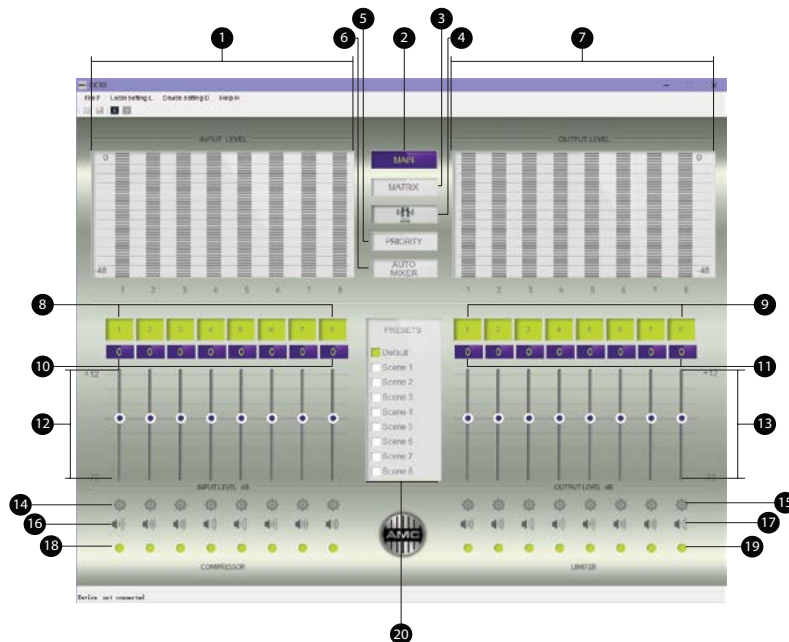 5 3
6 1 2 4 7
OCTO
File F Local Setting L Device Setting D Help H
INPUT LEVEL OUTPUT LEVEL
0 MAIN 0
MATRIX
PRIORITY
-48 AUTO -48
MIXER
1 2 3 4 5 6 7 8 1 2 3 4 5 6 7 8
8 9
1 2 3 4 5 6 7 8 PRESETS 1 2 3 4 5 6 7 8
0 0 0 0 0 0 0 0 Default 0 0 0 0 0 0 0 0
10 Scene 1 11
+12 Scene 2 +12
Scene 3
12 Scene 4 13
Scene 5
Scene 6
Scene 7
Scene 8
INPUT LEVEL dB OUTPUT LEVEL dB
14 15
16 17
AMC
18 19
COMPRESSOR LIMITER
Device not connected
20